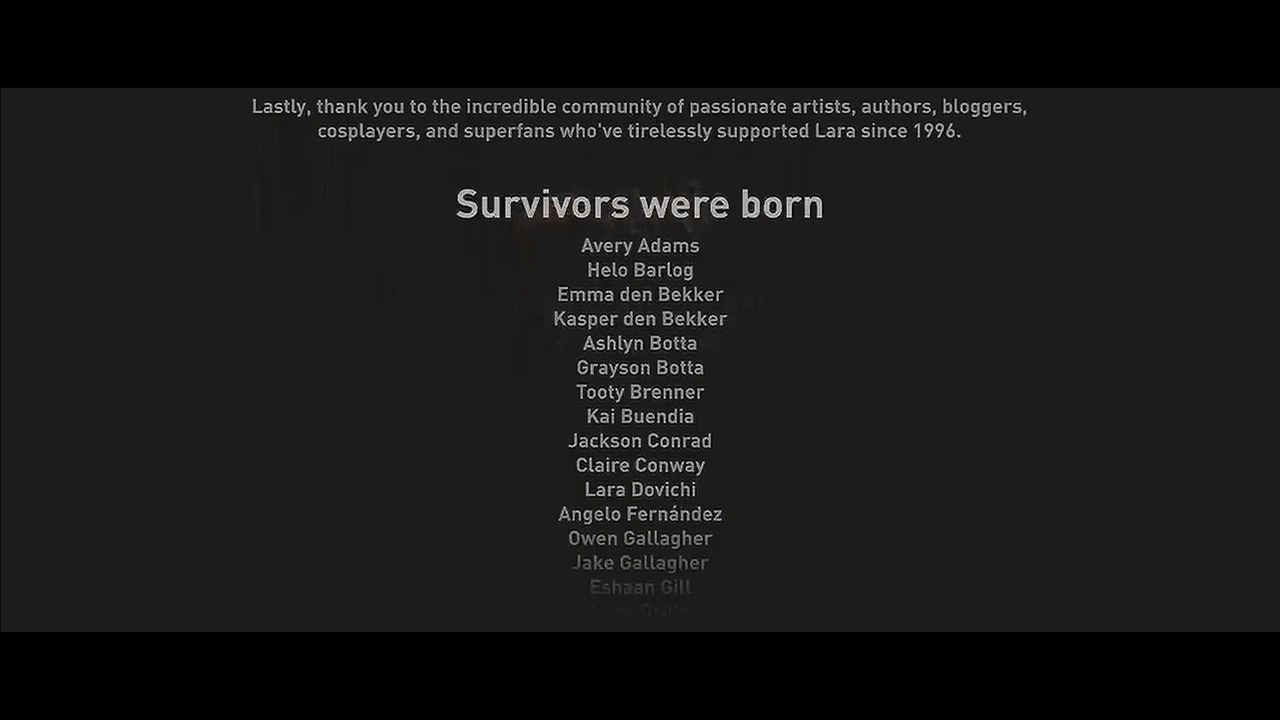 Lastly, thank you to the incredible community of passionate artists, authors, bloggers,
cosplayers, and superfans who've tirelessly supported Lara since 1996.
Survivors were born
Avery Adams
Helo Barlog
Emma den Bekker
Kasper den Bekker
Ashlyn Botta
Grayson Botta
Tooty Brenner
Kai Buendia
Jackson Conrad
Claire Conway
Lara Dovichi
Angelo Fernández
Owen Gallagher
Jake Gallagher
Eshaan Gill